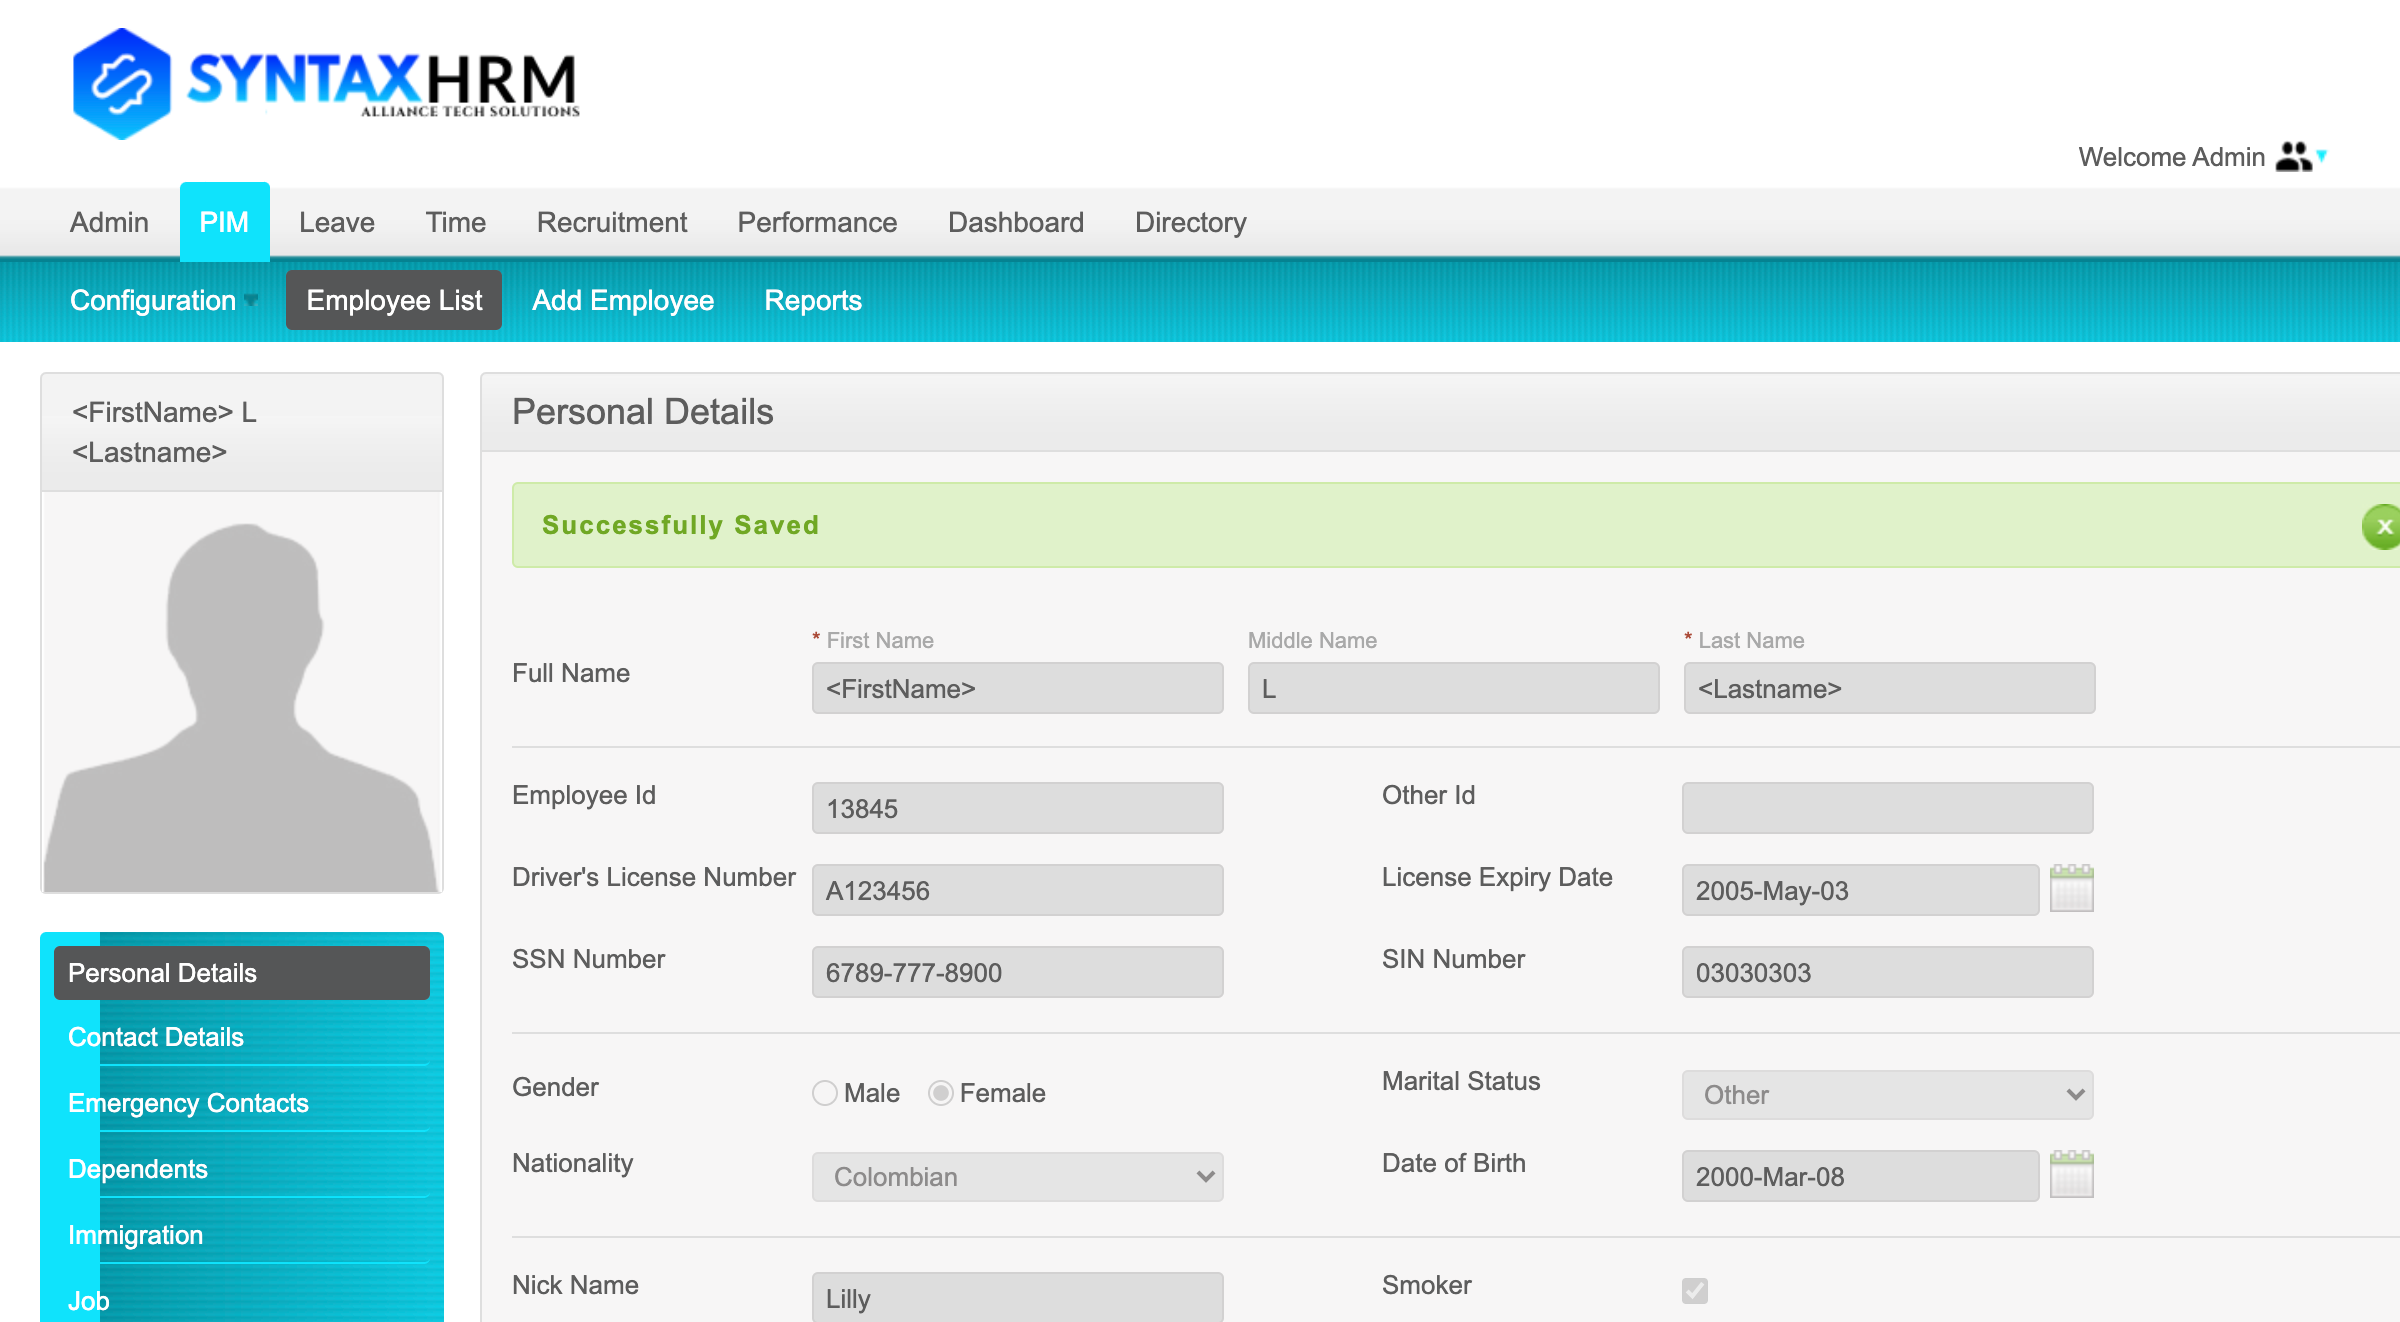 SYNTAXHRM
ALLIANCE TECH SOLUTIONS
Welcome Admin
Admin PIM Leave Time Recruitment Performance Dashboard Directory
Configuration Employee List Add Employee Reports
<FirstName> L
<Lastname>
Personal Details
Successfully Saved
x
* First Name Middle Name * Last Name
Full Name <FirstName> L <Lastname>
Employee Id 13845 Other Id
Driver's License Number A123456 License Expiry Date 2005-May-03
SSN Number 6789-777-8900 SIN Number 03030303
Gender Male Female Marital Status Other
Nationality Colombian Date of Birth 2000-Mar-08
Nick Name Lilly Smoker
Personal Details
Contact Details
Emergency Contacts
Dependents
Immigration
Job